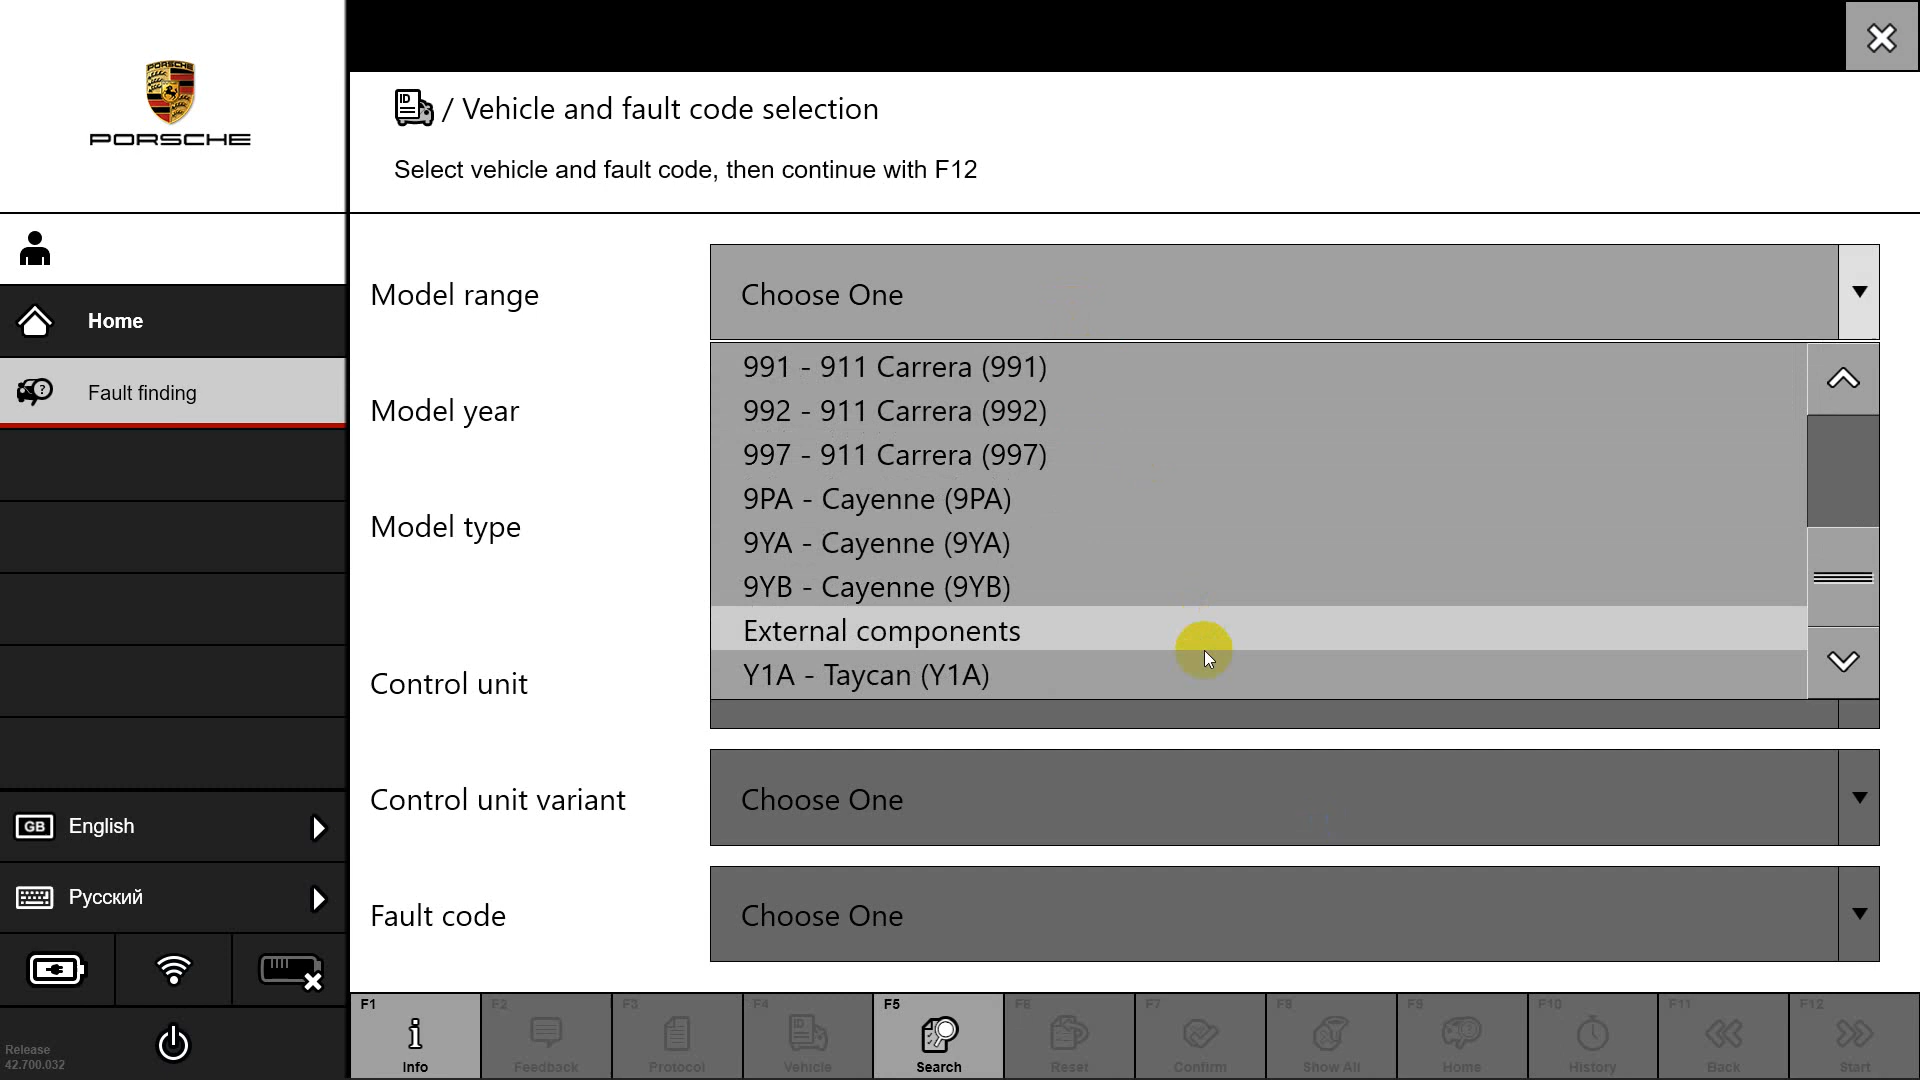 PORSCHE
PORSCHE
Home
Fault finding
GB English
Русский
Release
42.700.032
ID / Vehicle and fault code selection
Select vehicle and fault code, then continue with F12
Model range
Choose One
991 - 911 Carrera (991)
Model year
992 - 911 Carrera (992)
997 - 911 Carrera (997)
9PA - Cayenne (9PA)
Model type
9YA - Cayenne (9YA)
9YB - Cayenne (9YB)
External components
Y1A - Taycan (Y1A)
Control unit
Control unit variant
Choose One
Fault code
Choose One
F1
Info
F2
Feedback
F3
Protocol
F4
ID
Vehicle
F5
Search
F6
Reset
F7
Confirm
F8
Show All
F9
Home
F10
History
F11
Back
F12
Start